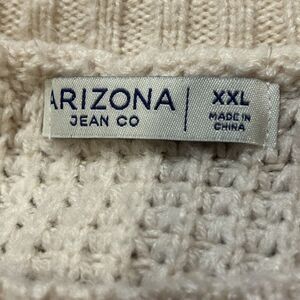 ARIZONA
JEAN CO
XXL
MADE IN
CHINA